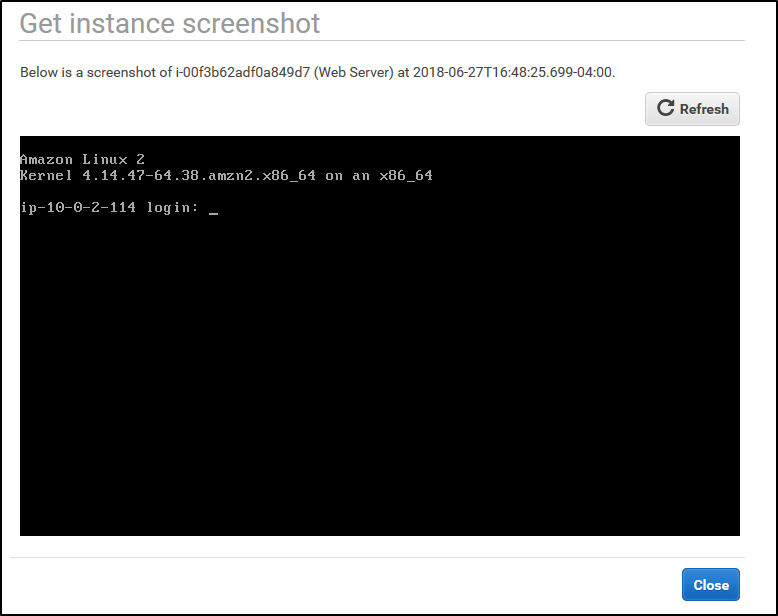 Get instance screenshot
Below is a screenshot of i-00f3b62adf0a849d7 (Web Server) at 2018-06-27T16:48:25.699-04:00.
Refresh
Amazon Linux 2
Kernel 4.14.47-64.38.amzn2.x86_64 on an x86_64
ip-10-0-2-114 login: _
Close